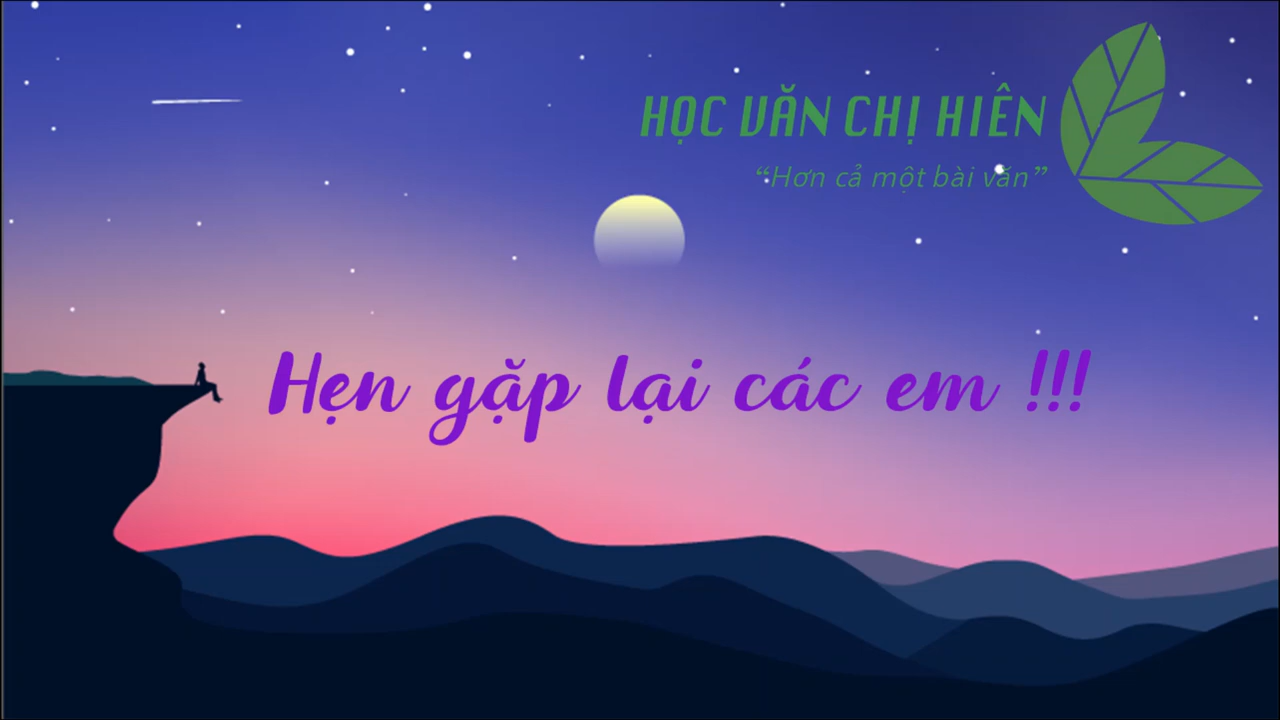 HỌC VĂN CHỊ HIÊN
“Hơn cả một bài văn”
Hẹn gặp lại các em !!!